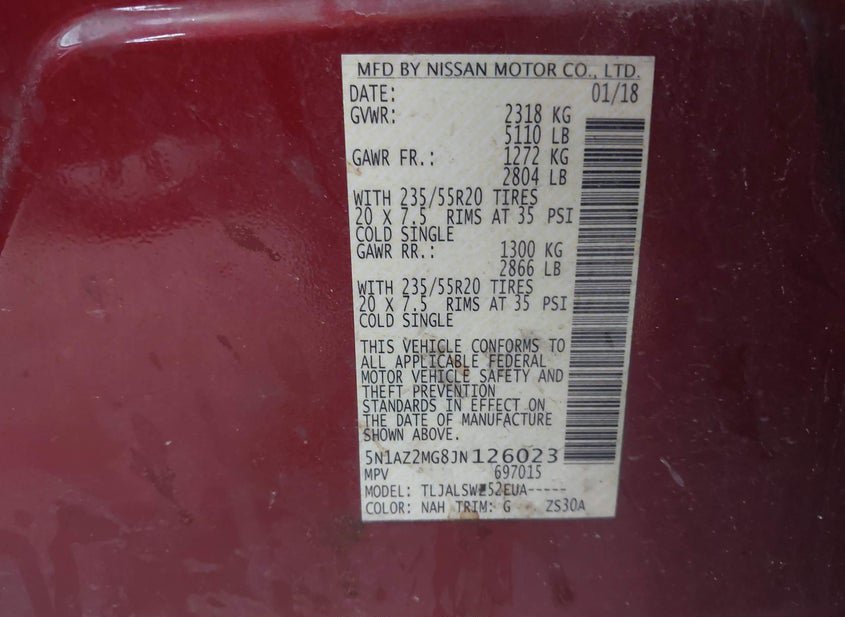 MFD BY NISSAN MOTOR CO., LTD.
DATE: 01/18
GVWR: 2318 KG
5110 LB
GAWR FR.: 1272 KG
2804 LB
WITH 235/55R20 TIRES
20 X 7.5 RIMS AT 35 PSI
COLD SINGLE
GAWR RR.: 1300 KG
2866 LB
WITH 235/55R20 TIRES
20 X 7.5 RIMS AT 35 PSI
COLD SINGLE
THIS VEHICLE CONFORMS TO
ALL APPLICABLE FEDERAL
MOTOR VEHICLE SAFETY AND
THEFT PREVENTION
STANDARDS IN EFFECT ON
THE DATE OF MANUFACTURE
SHOWN ABOVE.
5N1AZ2MG8JN126023
MPV 697015
MODEL: TLJALSWZ52EUA-----
COLOR: NAH TRIM: G ZS30A